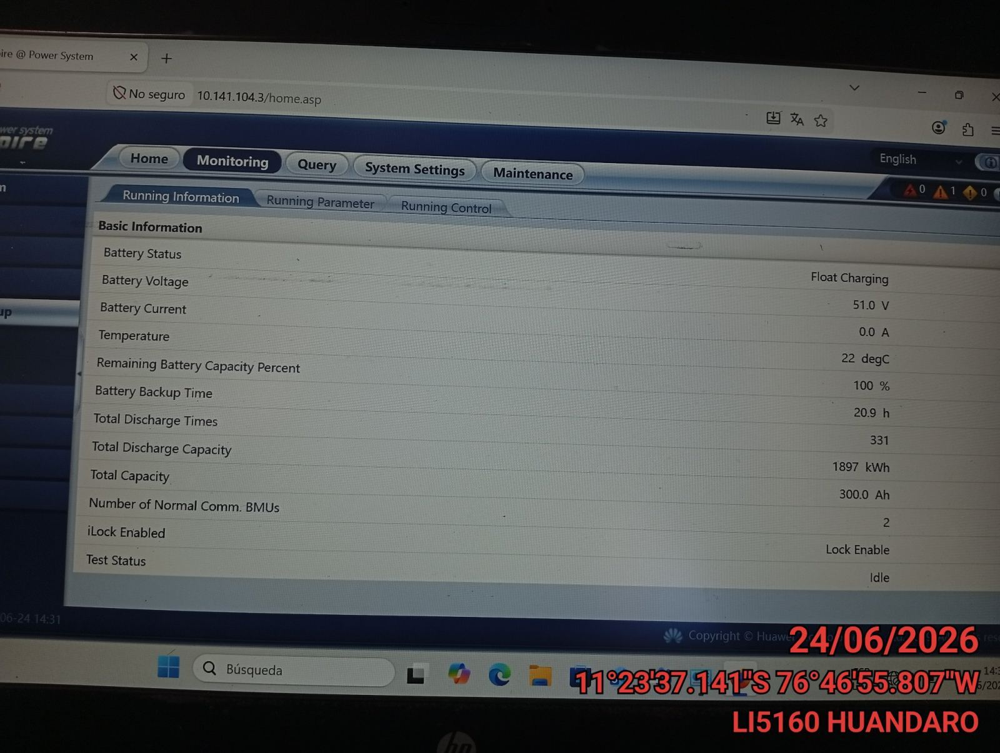 @ Power System
No seguro 10.141.104.3/home.asp
Home Monitoring Query System Settings Maintenance
English
0 1 0
Running Information Running Parameter Running Control
Basic Information
Battery Status Float Charging
Battery Voltage 51.0 V
Battery Current 0.0 A
Temperature 22 degC
Remaining Battery Capacity Percent 100 %
Battery Backup Time 20.9 h
Total Discharge Times 331
Total Discharge Capacity 1897 kWh
Total Capacity 300.0 Ah
Number of Normal Comm. BMUs 2
iLock Enabled Lock Enable
Test Status Idle
06-24 14:31
Copyright ©
24/06/2026
Búsqueda
11°23'37.141"S 76°46'55.807"W
LI5160 HUANDARO
hp